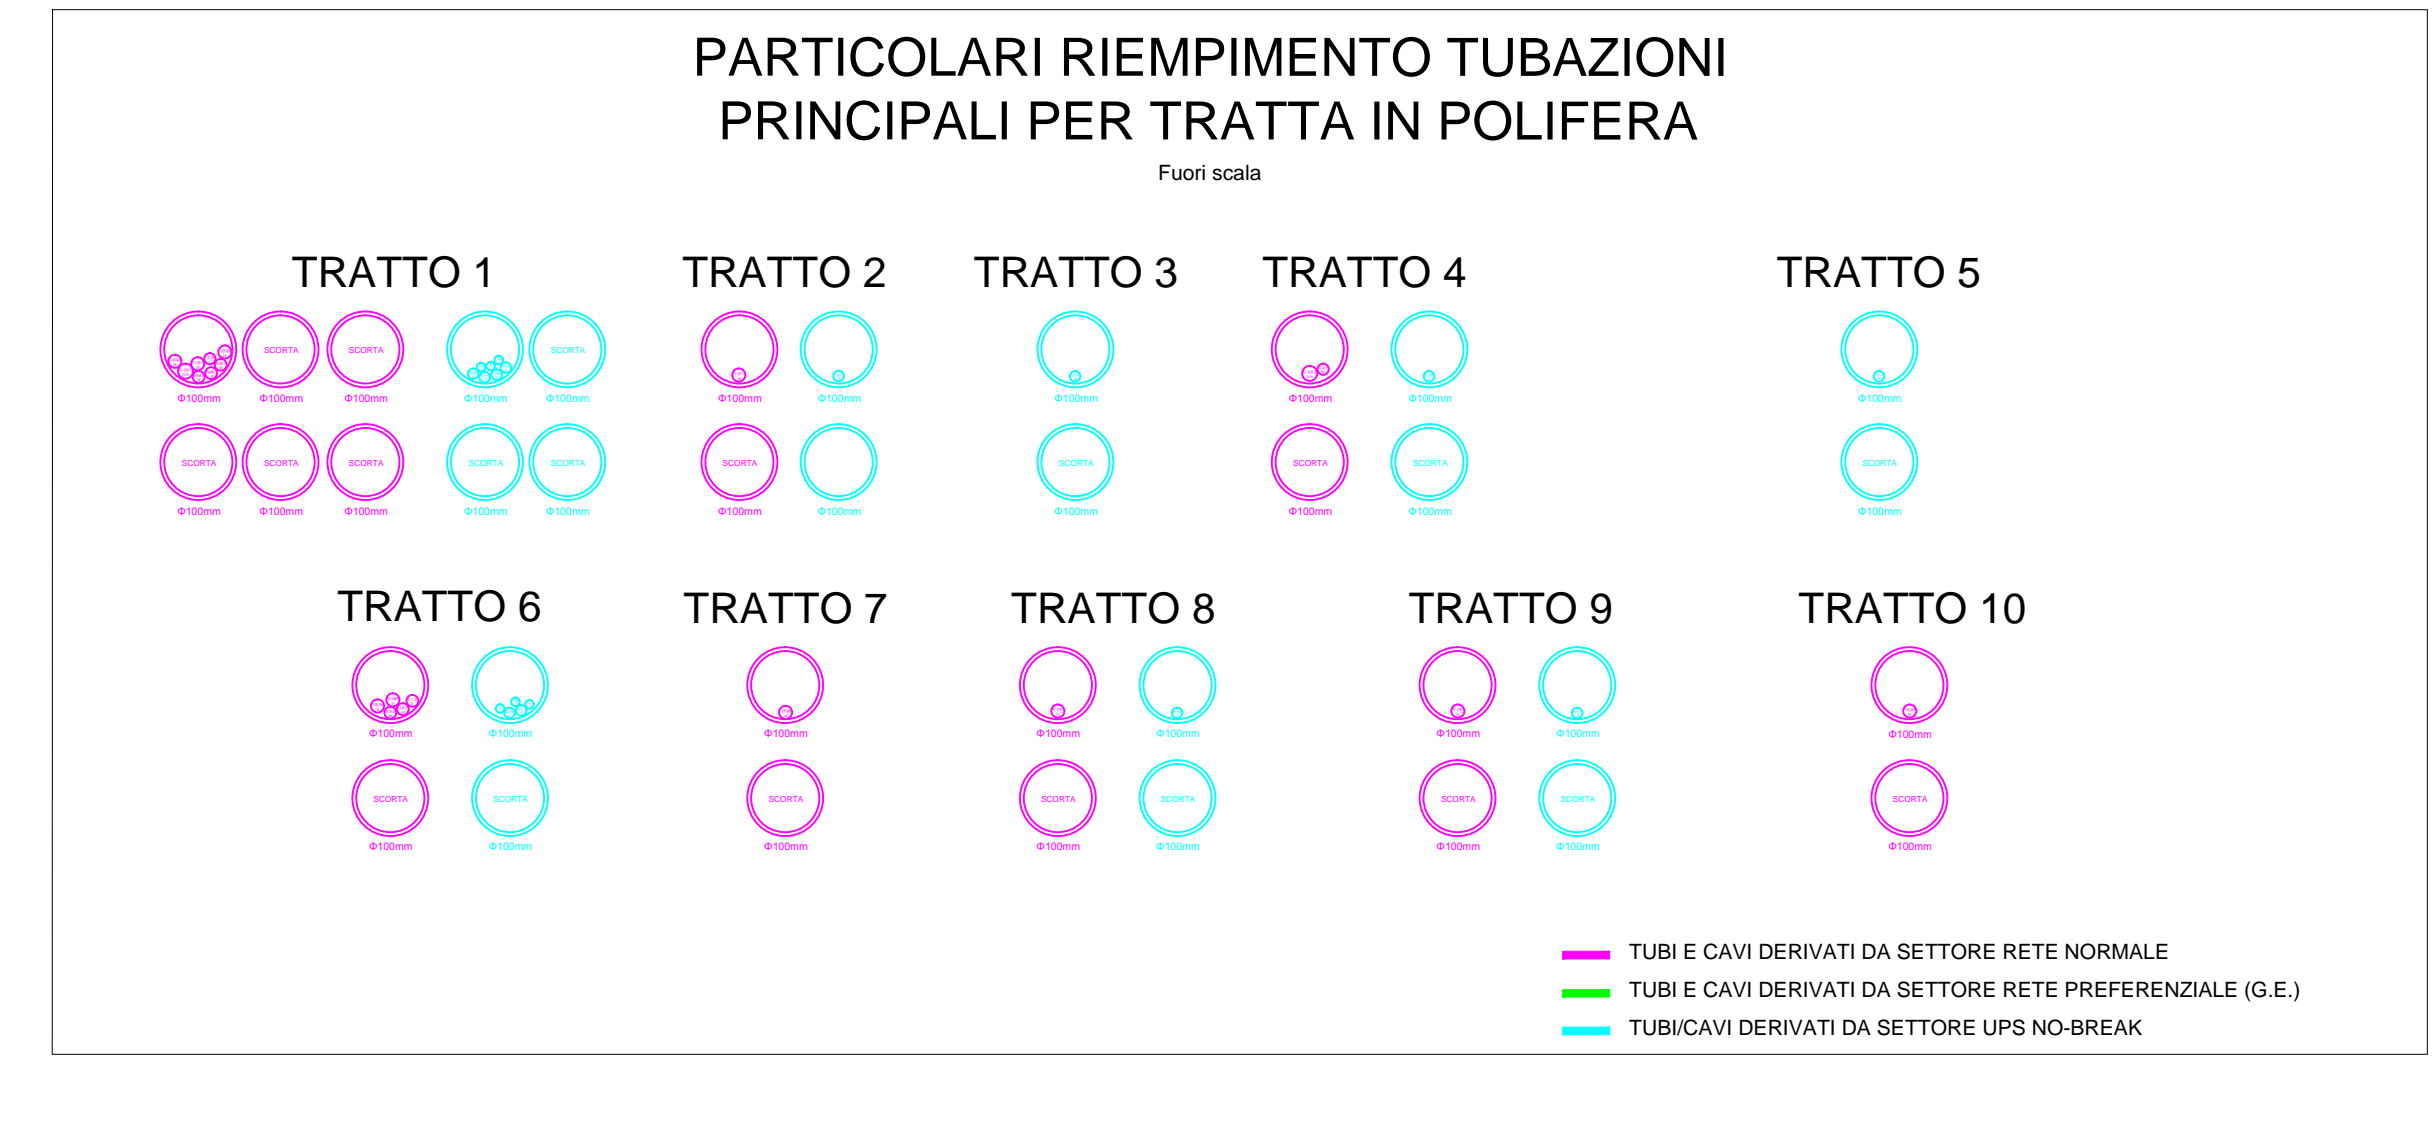 PARTICOLARI RIEMPIMENTO TUBAZIONI
PRINCIPALI PER TRATTA IN POLIFERA
Fuori scala
TRATTO 1
SCORTA
SCORTA
SCORTA
Φ100mm
Φ100mm
Φ100mm
Φ100mm
Φ100mm
SCORTA
SCORTA
SCORTA
SCORTA
SCORTA
Φ100mm
Φ100mm
Φ100mm
Φ100mm
Φ100mm
TRATTO 2
Φ100mm
Φ100mm
SCORTA
Φ100mm
Φ100mm
TRATTO 3
Φ100mm
SCORTA
Φ100mm
TRATTO 4
Φ100mm
Φ100mm
SCORTA
SCORTA
Φ100mm
Φ100mm
TRATTO 5
Φ100mm
SCORTA
Φ100mm
TRATTO 6
Φ100mm
Φ100mm
SCORTA
SCORTA
Φ100mm
Φ100mm
TRATTO 7
Φ100mm
SCORTA
Φ100mm
TRATTO 8
Φ100mm
Φ100mm
SCORTA
SCORTA
Φ100mm
Φ100mm
TRATTO 9
Φ100mm
Φ100mm
SCORTA
SCORTA
Φ100mm
Φ100mm
TRATTO 10
Φ100mm
SCORTA
Φ100mm
TUBI E CAVI DERIVATI DA SETTORE RETE NORMALE
TUBI E CAVI DERIVATI DA SETTORE RETE PREFERENZIALE (G.E.)
TUBI/CAVI DERIVATI DA SETTORE UPS NO-BREAK